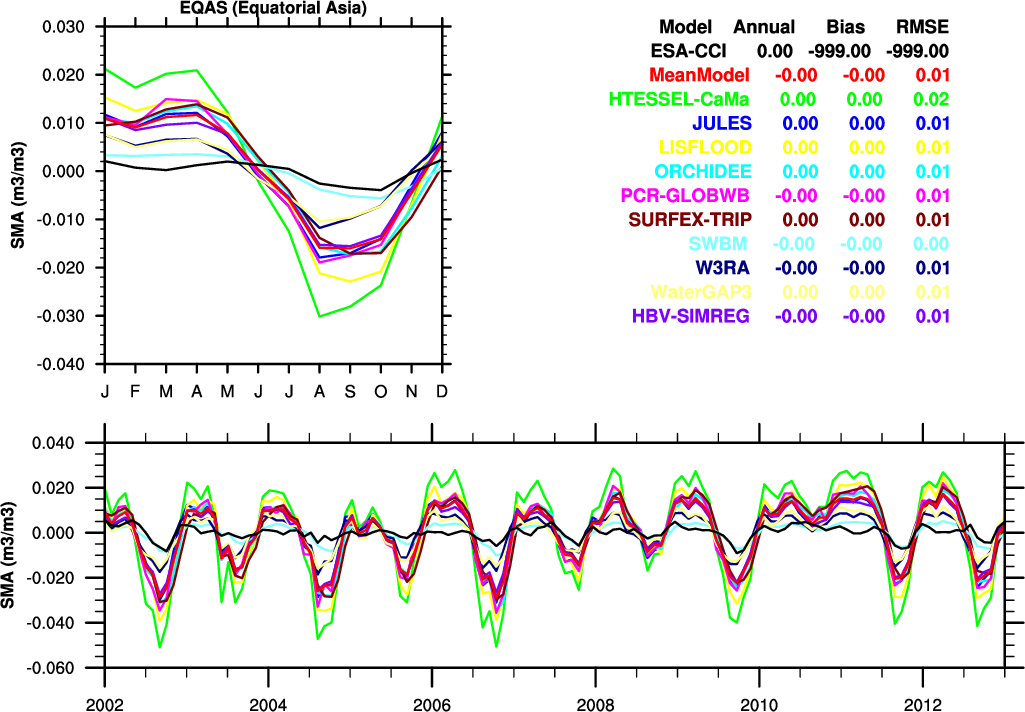 EQAS (Equatorial Asia)
0.030
0.020
0.010
0.000
-0.010
-0.020
-0.030
-0.040
SMA (m3/m3)
J F M A M J J A S O N D
Model Annual Bias RMSE
ESA-CCI 0.00 -999.00 -999.00
MeanModel -0.00 -0.00 0.01
HTESSEL-CaMa 0.00 0.00 0.02
JULES 0.00 0.00 0.01
LISFLOOD 0.00 0.00 0.01
ORCHIDEE 0.00 0.00 0.01
PCR-GLOBWB -0.00 -0.00 0.01
SURFEX-TRIP 0.00 0.00 0.01
SWBM -0.00 -0.00 0.00
W3RA -0.00 -0.00 0.01
WaterGAP3 0.00 0.00 0.01
HBV-SIMREG -0.00 -0.00 0.01
0.040
0.020
0.000
-0.020
-0.040
-0.060
SMA (m3/m3)
2002 2004 2006 2008 2010 2012